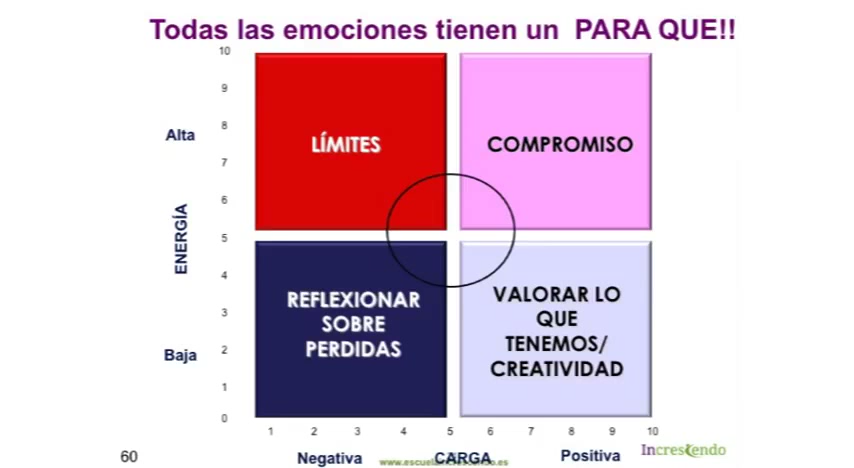 Todas las emociones tienen un PARA QUE!!
10
9
8
7
6
5
4
3
2
1
0
Alta
ENERGÍA
Baja
LÍMITES
COMPROMISO
REFLEXIONAR
SOBRE
PERDIDAS
VALORAR LO
QUE
TENEMOS/
CREATIVIDAD
1 2 3 4 5 6 7 8 9 10
Negativa CARGA Positiva
60
Increscendo